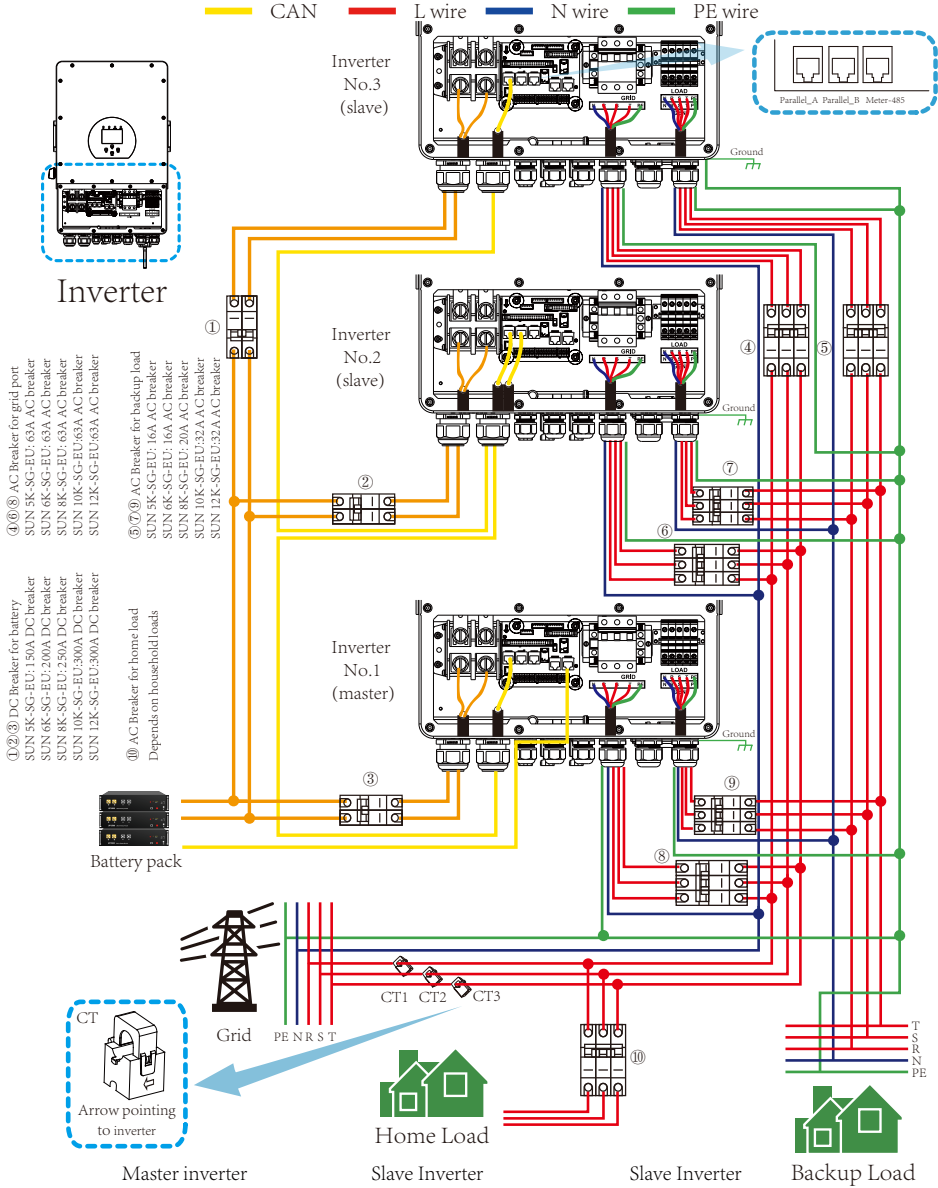 CAN L wire N wire PE wire
Inverter
No.3
(slave)
GRID
LOAD
Parallel_A Parallel_B Meter-485
Ground
Inverter
①
Inverter
No.2
(slave)
GRID
LOAD
④
⑤
Ground
④⑥⑧ AC Breaker for grid port
SUN 5K-SG-EU: 63A AC breaker
SUN 6K-SG-EU: 63A AC breaker
SUN 8K-SG-EU: 63A AC breaker
SUN 10K-SG-EU:63A AC breaker
SUN 12K-SG-EU:63A AC breaker
⑤⑦⑨ AC Breaker for backup load
SUN 5K-SG-EU: 16A AC breaker
SUN 6K-SG-EU: 16A AC breaker
SUN 8K-SG-EU: 20A AC breaker
SUN 10K-SG-EU:32A AC breaker
SUN 12K-SG-EU:32A AC breaker
②
⑦
⑥
①②③ DC Breaker for battery
SUN 5K-SG-EU: 150A DC breaker
SUN 6K-SG-EU: 200A DC breaker
SUN 8K-SG-EU: 250A DC breaker
SUN 10K-SG-EU:300A DC breaker
SUN 12K-SG-EU:300A DC breaker
⑩ AC Breaker for home load
Depends on household loads
Inverter
No.1
(master)
GRID
LOAD
Ground
③
⑨
Battery pack
⑧
CT1 CT2 CT3
Grid
PE N R S T
CT
Arrow pointing
to inverter
⑩
T
S
R
N
PE
Home Load
Backup Load
Master inverter Slave Inverter Slave Inverter